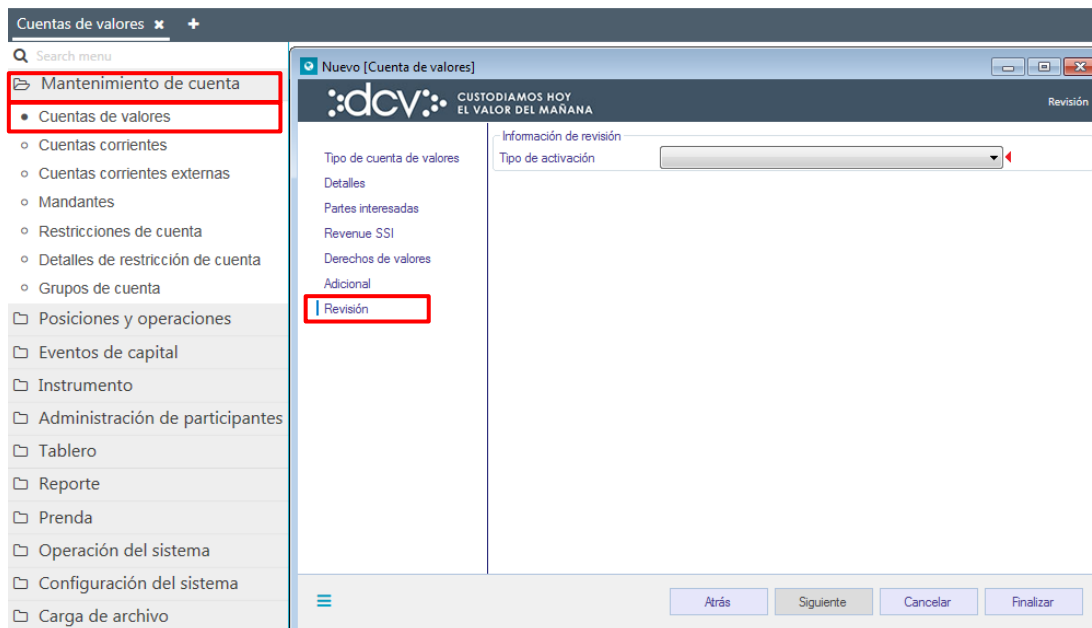 Cuentas de valores ✖ +
Search menu
Mantenimiento de cuenta
Cuentas de valores
Cuentas corrientes
Cuentas corrientes externas
Mandantes
Restricciones de cuenta
Detalles de restricción de cuenta
Grupos de cuenta
Posiciones y operaciones
Eventos de capital
Instrumento
Administración de participantes
Tablero
Reporte
Prenda
Operación del sistema
Configuración del sistema
Carga de archivo
Nuevo [Cuenta de valores]
dcv CUSTODIAMOS HOY
EL VALOR DEL MAÑANA
Revisión
Tipo de cuenta de valores
Detalles
Partes interesadas
Revenue SSI
Derechos de valores
Adicional
Revisión
Información de revisión
Tipo de activación
Atrás
Siguiente
Cancelar
Finalizar